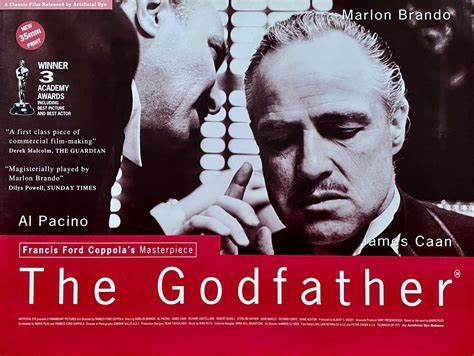 A Classic Film Released by Artificial Eye
NEW
35mm
PRINT
Marlon Brando
WINNER
3
ACADEMY
AWARDS
INCLUDING
BEST PICTURE
AND BEST ACTOR
"A first class piece of
commercial film-making"
Derek Malcolm, THE GUARDIAN
"Magisterially played by
Marlon Brando"
Dilys Powell, SUNDAY TIMES
Al Pacino
James Caan
Francis Ford Coppola's Masterpiece
The Godfather